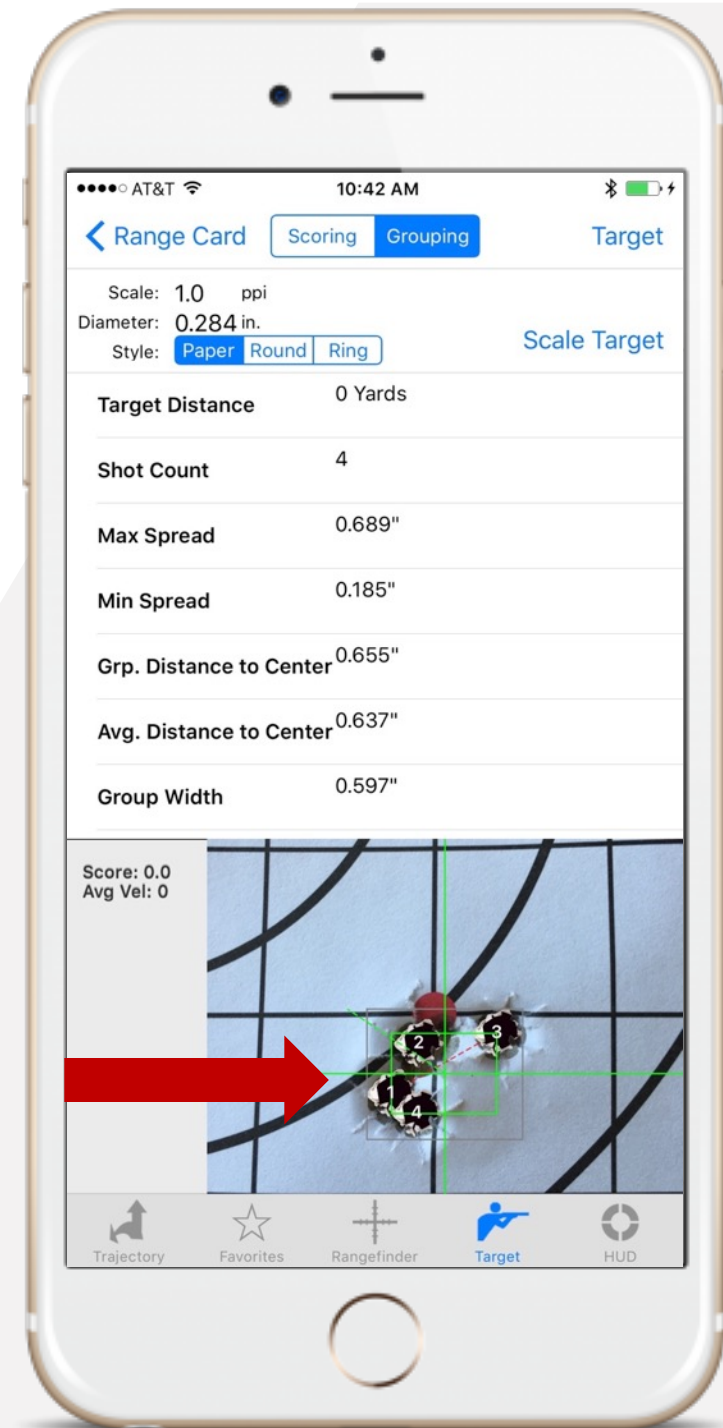 AT&T 10:42 AM
Range Card Scoring Grouping Target
Scale: 1.0 ppi
Diameter: 0.284 in.
Style: Paper Round Ring Scale Target
Target Distance 0 Yards
Shot Count 4
Max Spread 0.689"
Min Spread 0.185"
Grp. Distance to Center 0.655"
Avg. Distance to Center 0.637"
Group Width 0.597"
Score: 0.0
Avg Vel: 0
2 3
1
4
Trajectory Favorites Rangefinder Target HUD